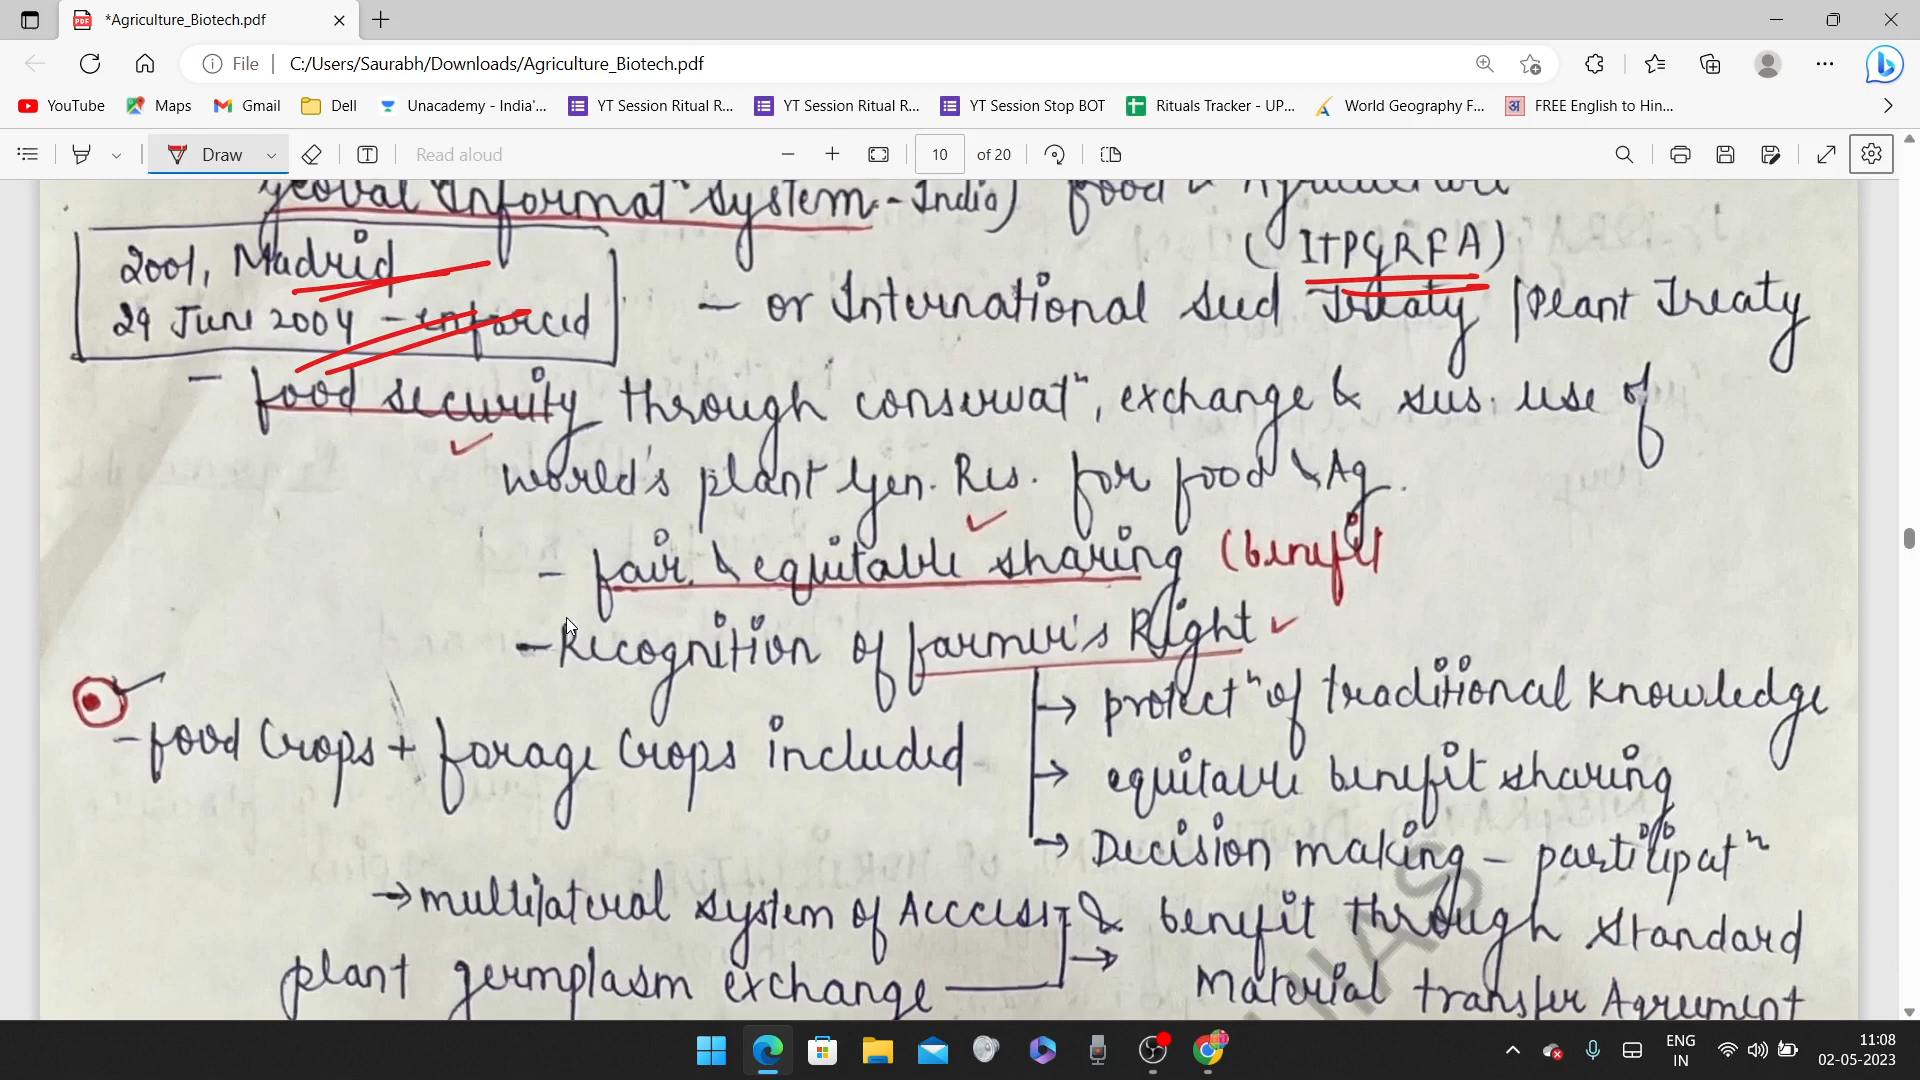 *Agriculture_Biotech.pdf
File C:/Users/Saurabh/Downloads/Agriculture_Biotech.pdf
YouTube Maps Gmail Dell Unacademy - India'... YT Session Ritual R... YT Session Ritual R... YT Session Stop BOT Rituals Tracker - UP... World Geography F... FREE English to Hin...
Draw Read aloud 10 of 20
Informatn System - India) food & Agriculture
(ITPGRFA)
2001, Madrid
29 June 2004 - enforced
- or International Seed Treaty / Plant Treaty
- food security through conservatn, exchange & sus. use of
world's plant Gen. Res. for food & Ag.
- fair & equitable sharing (benefit
- Recognition of farmer's Right
→ protectn of traditional knowledge
- food Crops + forage Crops included
→ equitable benefit sharing
→ Decision making - participatn
→ multilateral system of Access & benefit through Standard
plant germplasm exchange → Material transfer Agreement
IAS
ENG
IN
11:08
02-05-2023